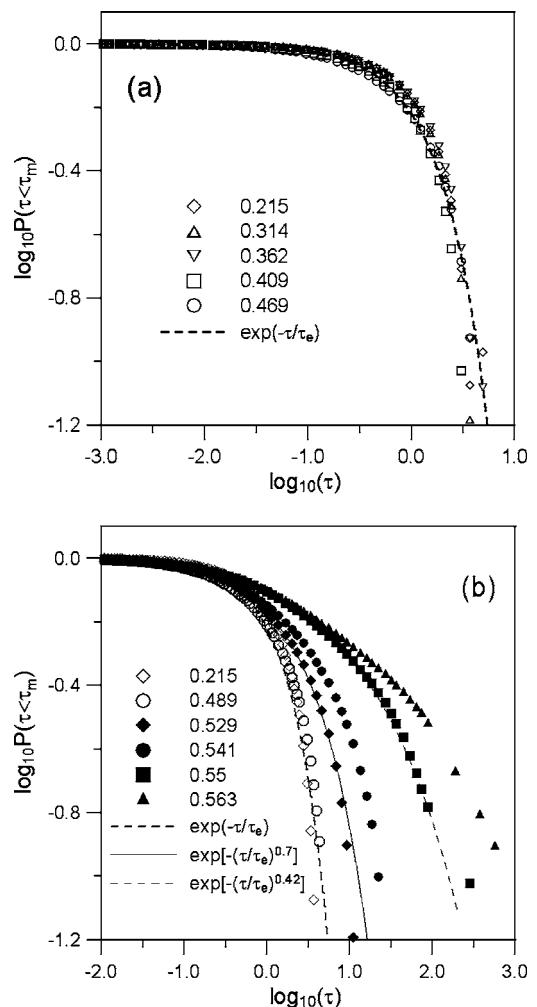 (a)
0.0
-0.4
-0.8
-1.2
log₁₀P(τ<τₘ)
◇ 0.215
△ 0.314
▽ 0.362
□ 0.409
○ 0.469
exp(-τ/τₑ)
-3.0 -2.0 -1.0 0.0 1.0
log₁₀(τ)
(b)
0.0
-0.4
-0.8
-1.2
log₁₀P(τ<τₘ)
◇ 0.215
○ 0.489
◆ 0.529
● 0.541
■ 0.55
▲ 0.563
exp(-τ/τₑ)
exp[-(τ/τₑ)^0.7]
exp[-(τ/τₑ)^0.42]
-2.0 -1.0 0.0 1.0 2.0 3.0
log₁₀(τ)